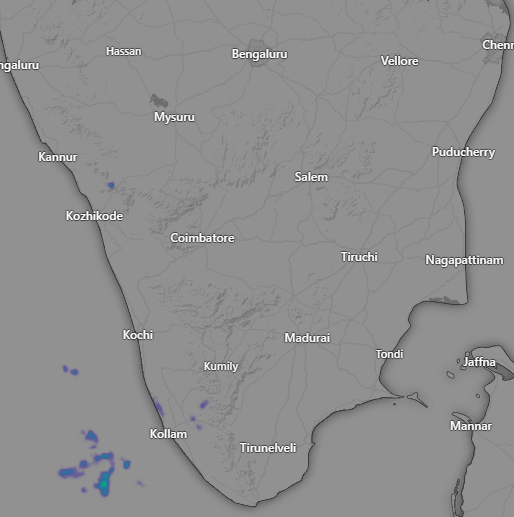 Hassan
Bengaluru
Chenn
ngaluru
Vellore
Mysuru
Kannur
Puducherry
Salem
Kozhikode
Coimbatore
Tiruchi
Nagapattinam
Kochi
Madurai
Tondi
Jaffna
Kumily
Mannar
Kollam
Tirunelveli